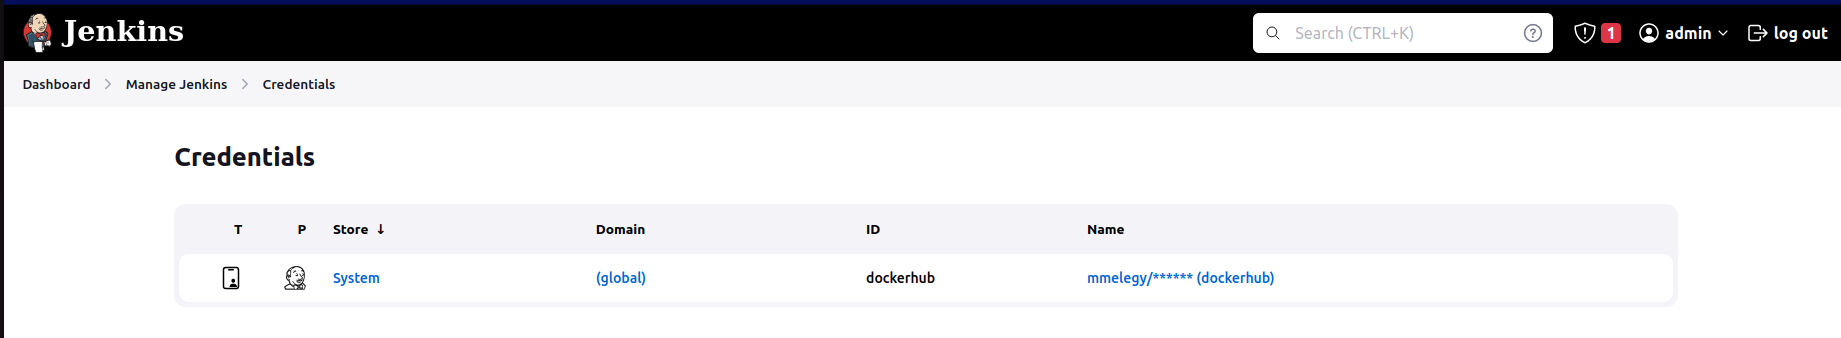 Jenkins
Search (CTRL+K)
1
admin
log out
Dashboard
Manage Jenkins
Credentials
Credentials
T P Store ↓ Domain ID Name
System (global) dockerhub mmelegy/****** (dockerhub)